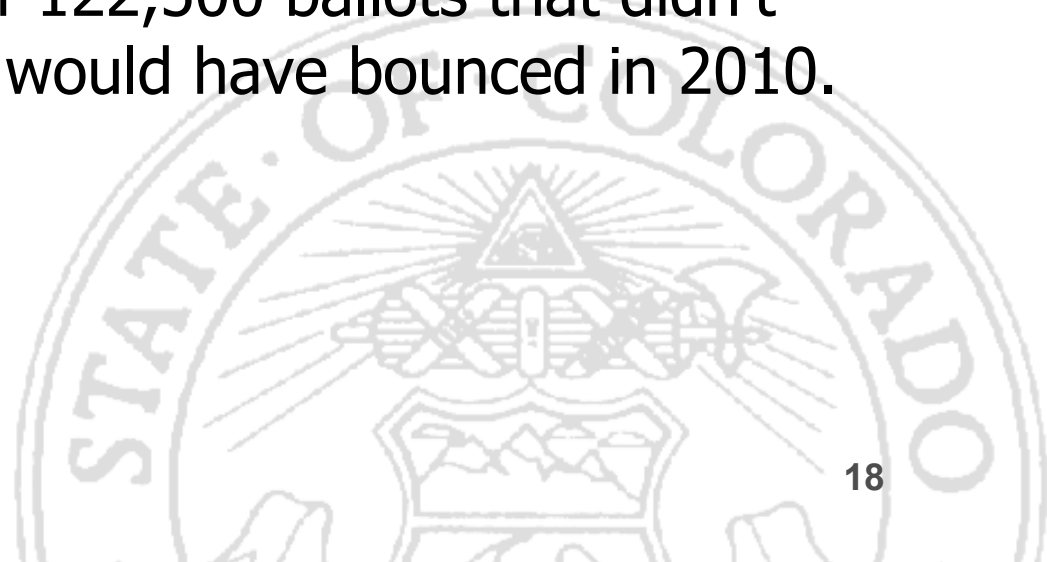 122,500 ballots that didn't
would have bounced in 2010.
STATE · OF COLORADO
18